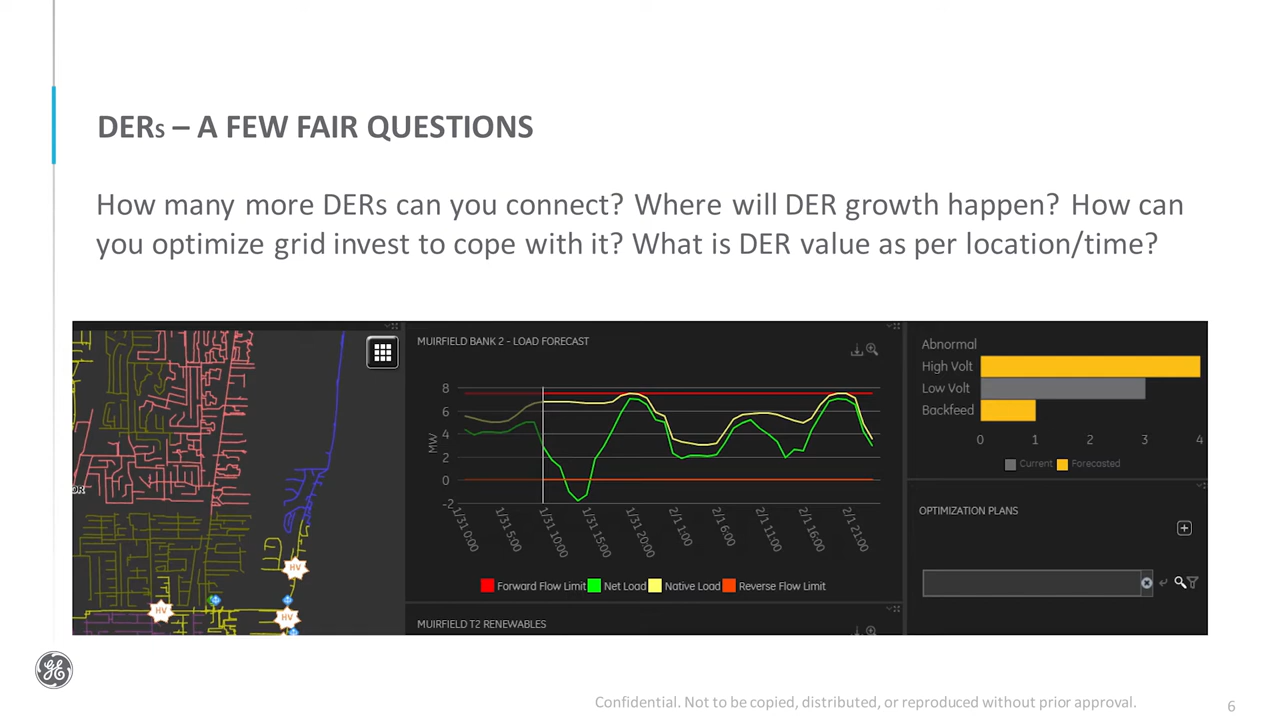 DERs – A FEW FAIR QUESTIONS
How many more DERs can you connect? Where will DER growth happen? How can
you optimize grid invest to cope with it? What is DER value as per location/time?
OR
HV
HV
HV
MUIRFIELD BANK 2 - LOAD FORECAST
MW
8
6
4
2
0
-2
1/31 0:00
1/31 5:00
1/31 10:00
1/31 15:00
1/31 20:00
2/1 1:00
2/1 6:00
2/1 11:00
2/1 16:00
2/1 21:00
Forward Flow Limit Net Load Native Load Reverse Flow Limit
MUIRFIELD T2 RENEWABLES
Abnormal
High Volt
Low Volt
Backfeed
0 1 2 3 4
Current Forecasted
OPTIMIZATION PLANS
GE
Confidential. Not to be copied, distributed, or reproduced without prior approval.
6